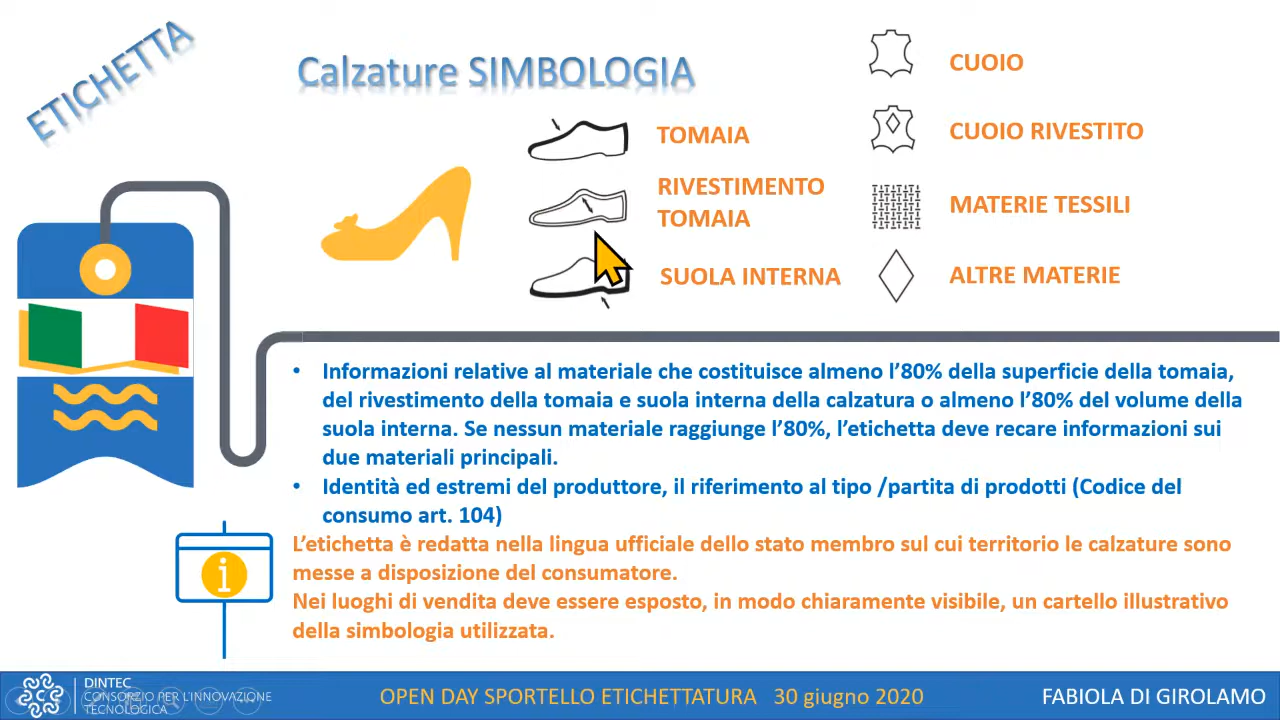 ETICHETTA
Calzature SIMBOLOGIA
TOMAIA
RIVESTIMENTO
TOMAIA
SUOLA INTERNA
CUOIO
CUOIO RIVESTITO
MATERIE TESSILI
ALTRE MATERIE
• Informazioni relative al materiale che costituisce almeno l’80% della superficie della tomaia,
del rivestimento della tomaia e suola interna della calzatura o almeno l’80% del volume della
suola interna. Se nessun materiale raggiunge l’80%, l’etichetta deve recare informazioni sui
due materiali principali.
• Identità ed estremi del produttore, il riferimento al tipo /partita di prodotti (Codice del
consumo art. 104)
L’etichetta è redatta nella lingua ufficiale dello stato membro sul cui territorio le calzature sono
messe a disposizione del consumatore.
Nei luoghi di vendita deve essere esposto, in modo chiaramente visibile, un cartello illustrativo
della simbologia utilizzata.
i
DINTEC
CONSORZIO PER L'INNOVAZIONE
TECNOLOGICA
OPEN DAY SPORTELLO ETICHETTATURA 30 giugno 2020
FABIOLA DI GIROLAMO